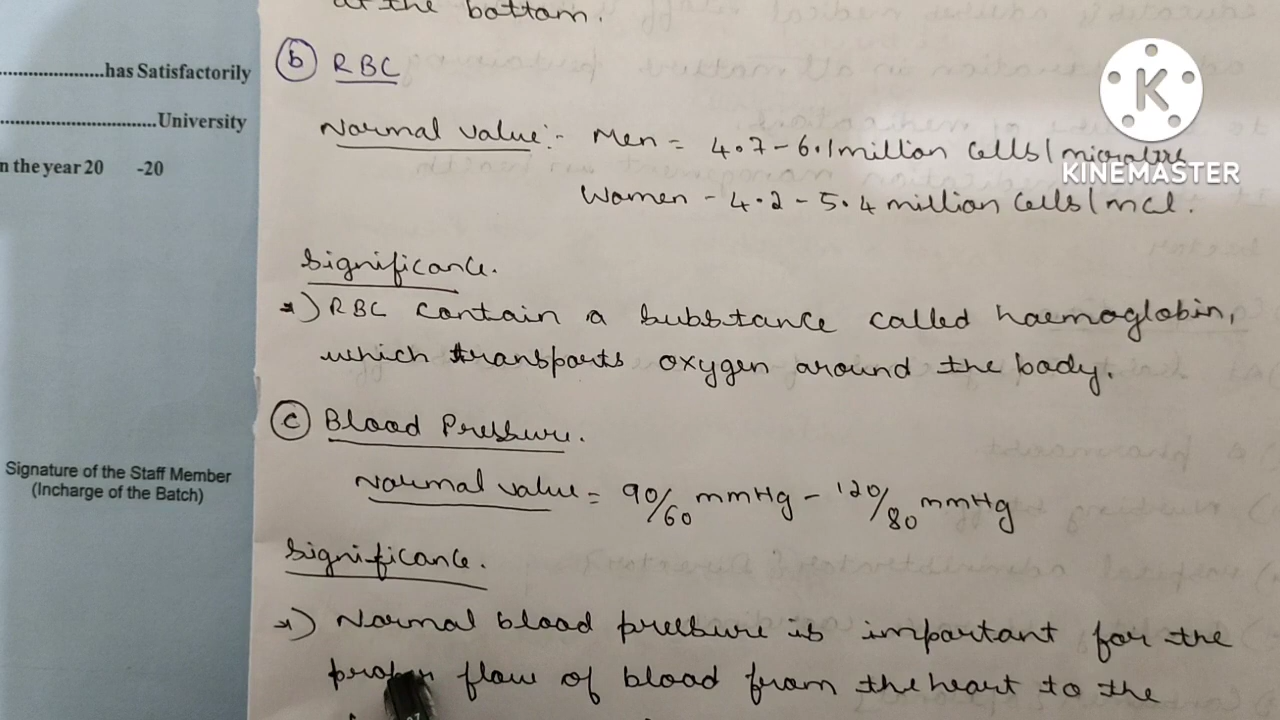 at the bottom.
(b) RBC
Normal value:- Men = 4.7 - 6.1 million cells / microlitre
Women - 4.2 - 5.4 million cells / mcl.
Significance.
*) RBC contain a substance called haemoglobin,
which transports oxygen around the body.
(c) Blood Pressure.
Normal value = 90/60 mmHg - 120/80 mmHg
Significance.
*) Normal blood pressure is important for the
proper flow of blood from the heart to the
....................has Satisfactorily
............................University
n the year 20 -20
Signature of the Staff Member
(Incharge of the Batch)
K
KINEMASTER